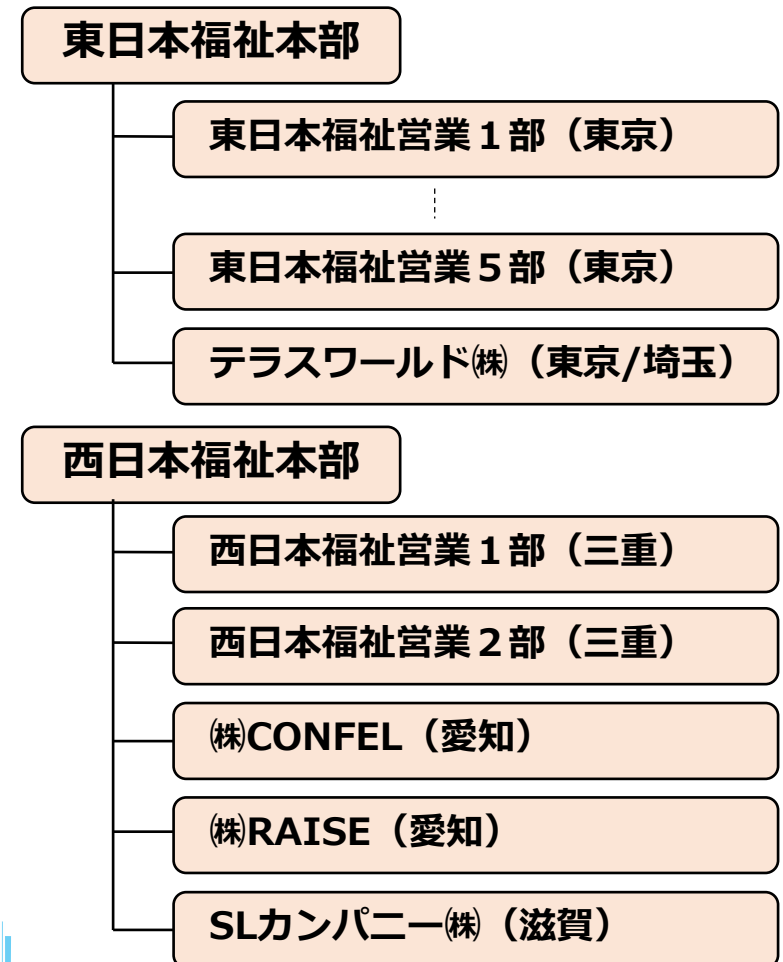 東日本福祉本部
東日本福祉営業１部（東京）
東日本福祉営業５部（東京）
テラスワールド㈱（東京/埼玉）
西日本福祉本部
西日本福祉営業１部（三重）
西日本福祉営業２部（三重）
㈱CONFEL（愛知）
㈱RAISE（愛知）
SLカンパニー㈱（滋賀）